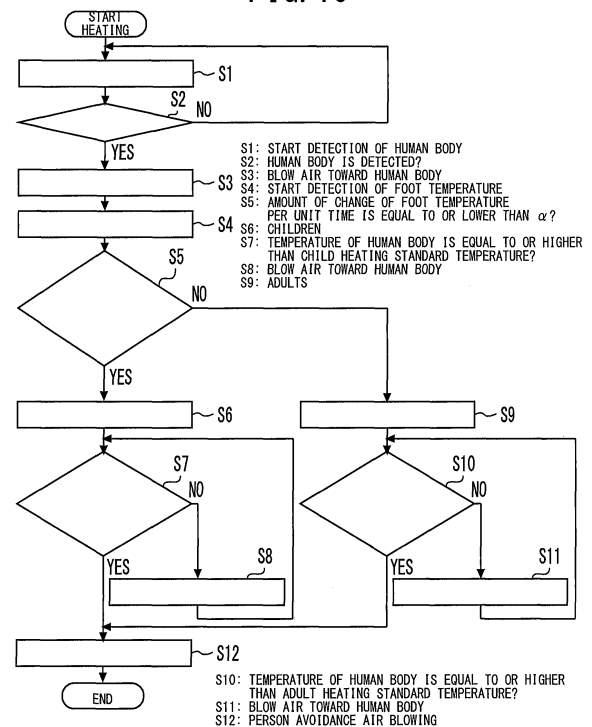 START
HEATING
S1
S2
NO
YES
S3
S4
S1: START DETECTION OF HUMAN BODY
S2: HUMAN BODY IS DETECTED?
S3: BLOW AIR TOWARD HUMAN BODY
S4: START DETECTION OF FOOT TEMPERATURE
S5: AMOUNT OF CHANGE OF FOOT TEMPERATURE
PER UNIT TIME IS EQUAL TO OR LOWER THAN α?
S6: CHILDREN
S7: TEMPERATURE OF HUMAN BODY IS EQUAL TO OR HIGHER
THAN CHILD HEATING STANDARD TEMPERATURE?
S8: BLOW AIR TOWARD HUMAN BODY
S9: ADULTS
S5
NO
YES
S6
S9
S7
NO
S10
NO
YES
S8
YES
S11
S12
END
S10: TEMPERATURE OF HUMAN BODY IS EQUAL TO OR HIGHER
THAN ADULT HEATING STANDARD TEMPERATURE?
S11: BLOW AIR TOWARD HUMAN BODY
S12: PERSON AVOIDANCE AIR BLOWING